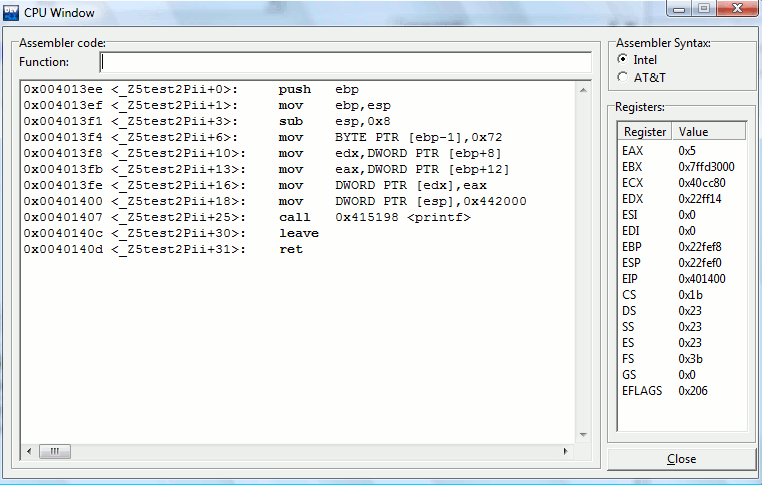 DEV CPU Window
Assembler code:
Function:
0x004013ee <_Z5test2Pii+0>: push ebp
0x004013ef <_Z5test2Pii+1>: mov ebp,esp
0x004013f1 <_Z5test2Pii+3>: sub esp,0x8
0x004013f4 <_Z5test2Pii+6>: mov BYTE PTR [ebp-1],0x72
0x004013f8 <_Z5test2Pii+10>: mov edx,DWORD PTR [ebp+8]
0x004013fb <_Z5test2Pii+13>: mov eax,DWORD PTR [ebp+12]
0x004013fe <_Z5test2Pii+16>: mov DWORD PTR [edx],eax
0x00401400 <_Z5test2Pii+18>: mov DWORD PTR [esp],0x442000
0x00401407 <_Z5test2Pii+25>: call 0x415198 <printf>
0x0040140c <_Z5test2Pii+30>: leave
0x0040140d <_Z5test2Pii+31>: ret
Assembler Syntax:
Intel
AT&T
Registers:
Register Value
EAX 0x5
EBX 0x7ffd3000
ECX 0x40cc80
EDX 0x22ff14
ESI 0x0
EDI 0x0
EBP 0x22fef8
ESP 0x22fef0
EIP 0x401400
CS 0x1b
DS 0x23
SS 0x23
ES 0x23
FS 0x3b
GS 0x0
EFLAGS 0x206
Close